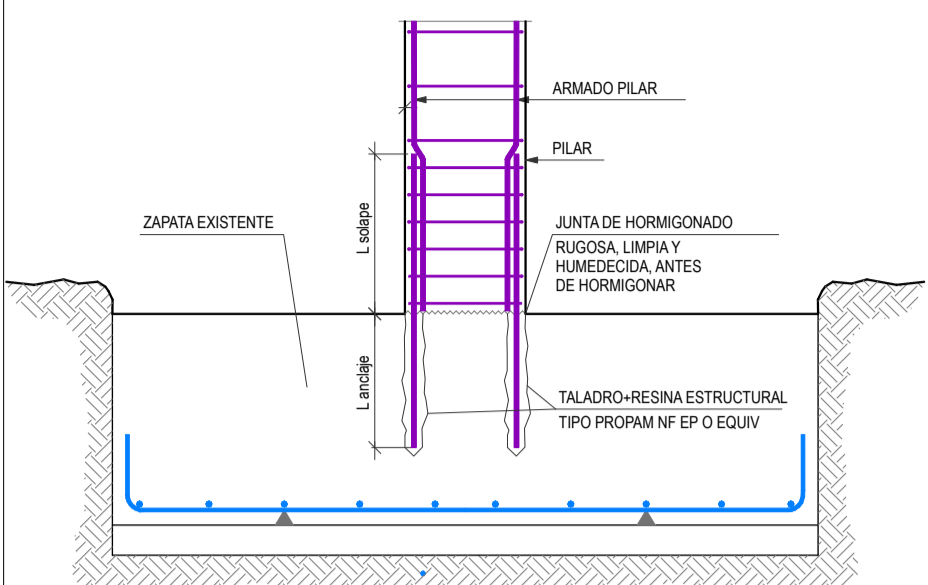 ARMADO PILAR
PILAR
ZAPATA EXISTENTE
L solape
JUNTA DE HORMIGONADO
RUGOSA, LIMPIA Y
HUMEDECIDA, ANTES
DE HORMIGONAR
L anclaje
TALADRO+RESINA ESTRUCTURAL
TIPO PROPAM NF EP O EQUIV